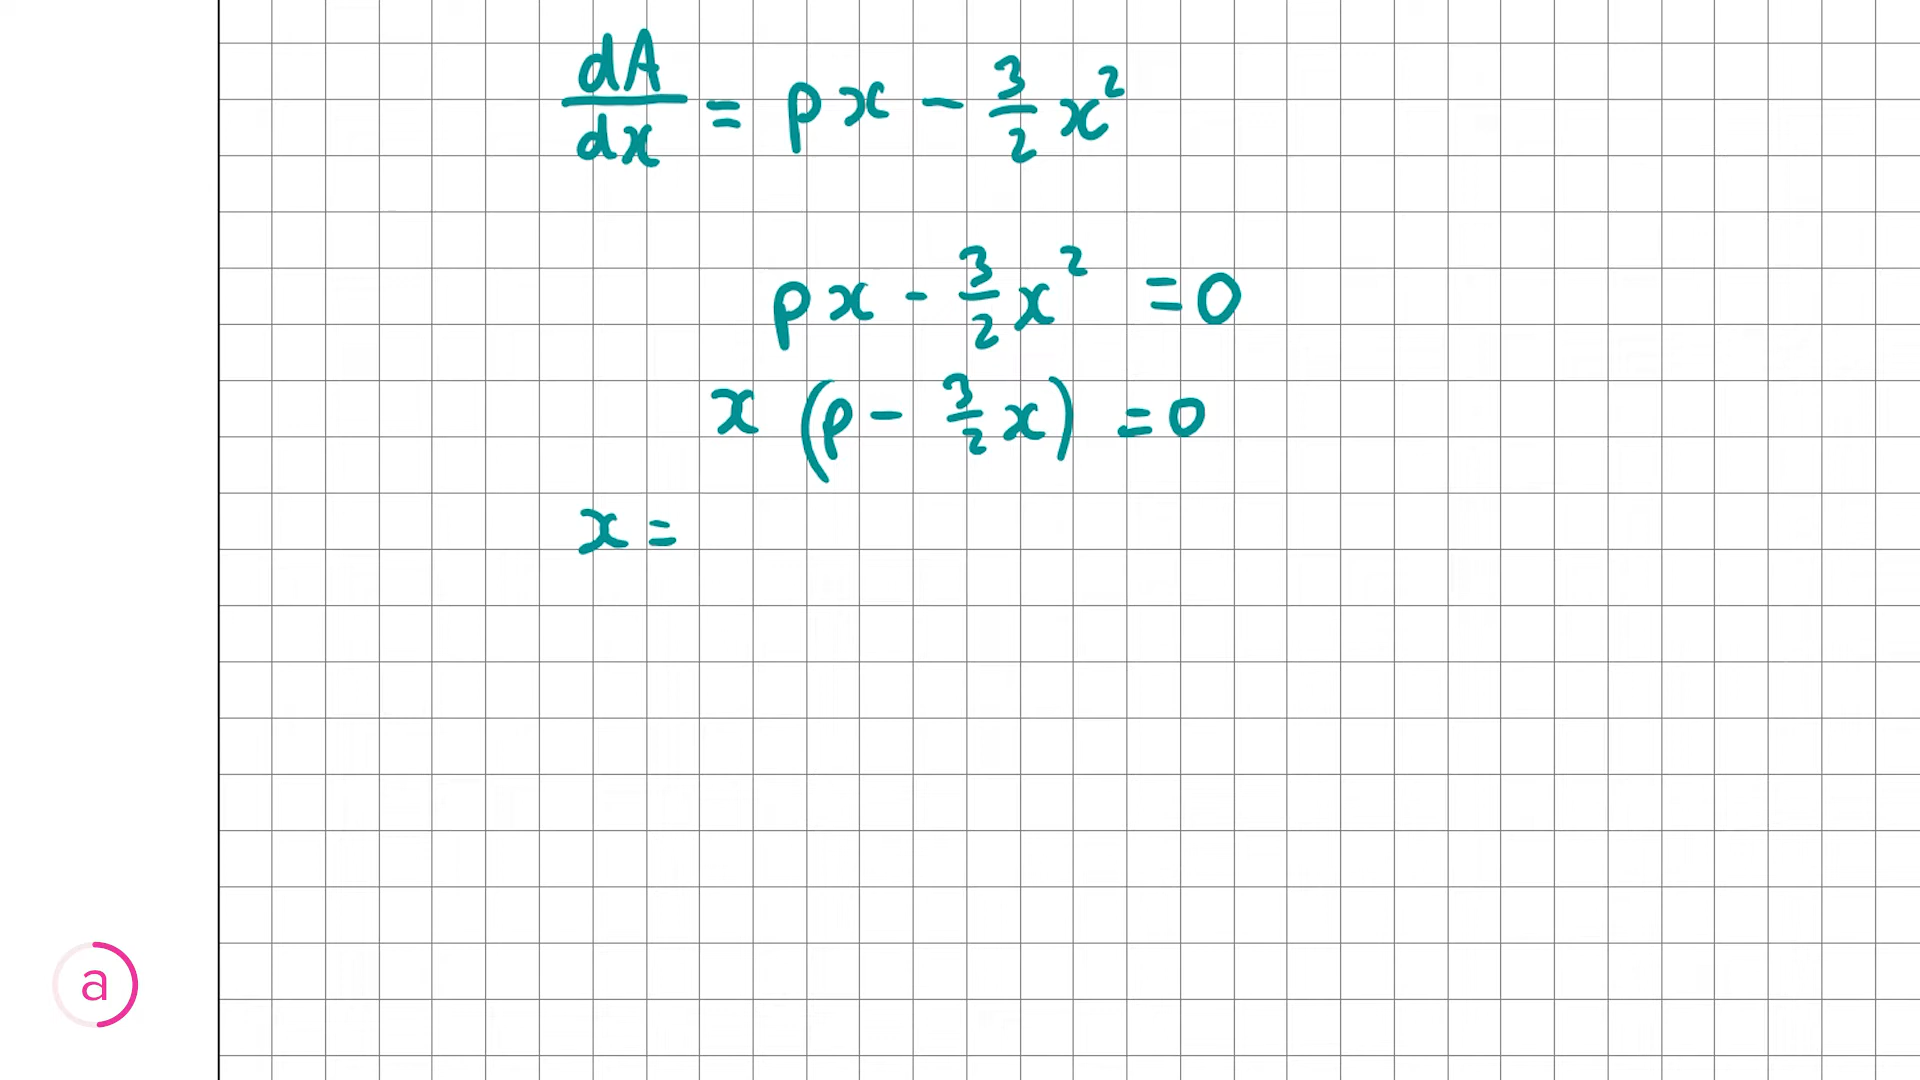 dA/dx = px - 3/2 x²
px - 3/2 x² = 0
x (p - 3/2 x) = 0
x =
a